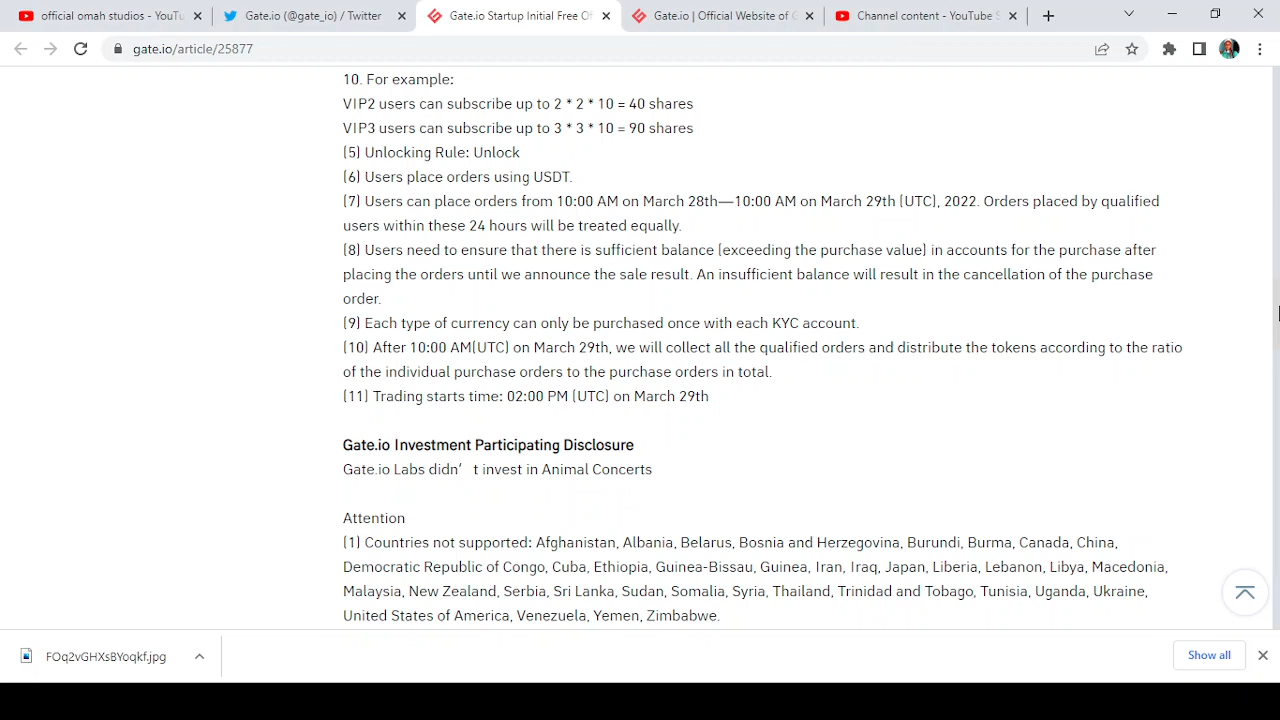 official omah studios - YouTu
Gate.io (@gate_io) / Twitter
Gate.io Startup Initial Free Of
Gate.io | Official Website of G
Channel content - YouTube S
gate.io/article/25877
10. For example:
VIP2 users can subscribe up to 2 * 2 * 10 = 40 shares
VIP3 users can subscribe up to 3 * 3 * 10 = 90 shares
(5) Unlocking Rule: Unlock
(6) Users place orders using USDT.
(7) Users can place orders from 10:00 AM on March 28th—10:00 AM on March 29th (UTC), 2022. Orders placed by qualified
users within these 24 hours will be treated equally.
(8) Users need to ensure that there is sufficient balance (exceeding the purchase value) in accounts for the purchase after
placing the orders until we announce the sale result. An insufficient balance will result in the cancellation of the purchase
order.
(9) Each type of currency can only be purchased once with each KYC account.
(10) After 10:00 AM(UTC) on March 29th, we will collect all the qualified orders and distribute the tokens according to the ratio
of the individual purchase orders to the purchase orders in total.
(11) Trading starts time: 02:00 PM (UTC) on March 29th
Gate.io Investment Participating Disclosure
Gate.io Labs didn’t invest in Animal Concerts
Attention
(1) Countries not supported: Afghanistan, Albania, Belarus, Bosnia and Herzegovina, Burundi, Burma, Canada, China,
Democratic Republic of Congo, Cuba, Ethiopia, Guinea-Bissau, Guinea, Iran, Iraq, Japan, Liberia, Lebanon, Libya, Macedonia,
Malaysia, New Zealand, Serbia, Sri Lanka, Sudan, Somalia, Syria, Thailand, Trinidad and Tobago, Tunisia, Uganda, Ukraine,
United States of America, Venezuela, Yemen, Zimbabwe.
FOq2vGHXsBYoqkf.jpg
Show all